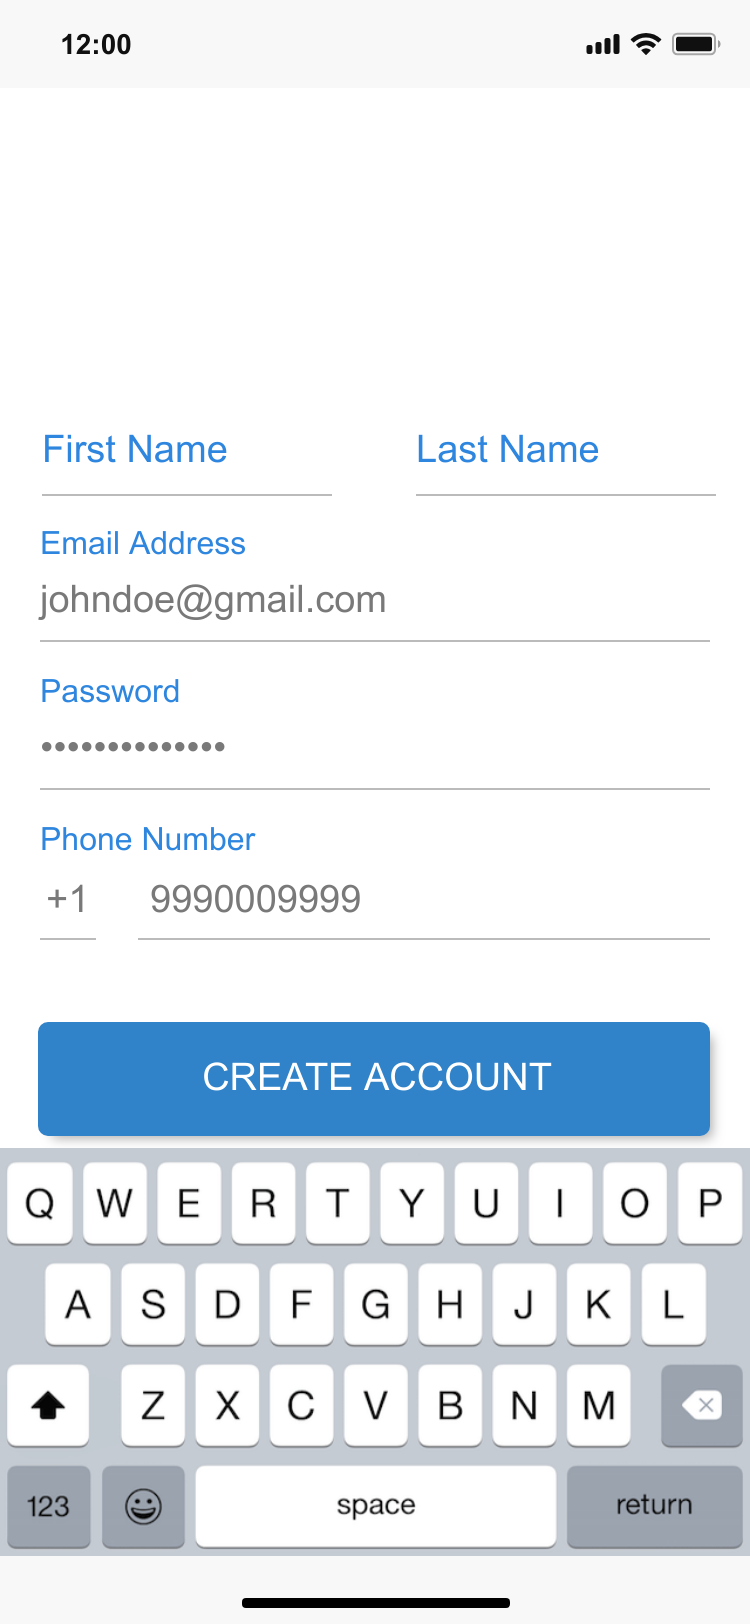 12:00
First Name Last Name
Email Address
johndoe@gmail.com
Password
••••••••••••••
Phone Number
+1 9990009999
CREATE ACCOUNT
Q W E R T Y U I O P
A S D F G H J K L
Z X C V B N M
123 space return